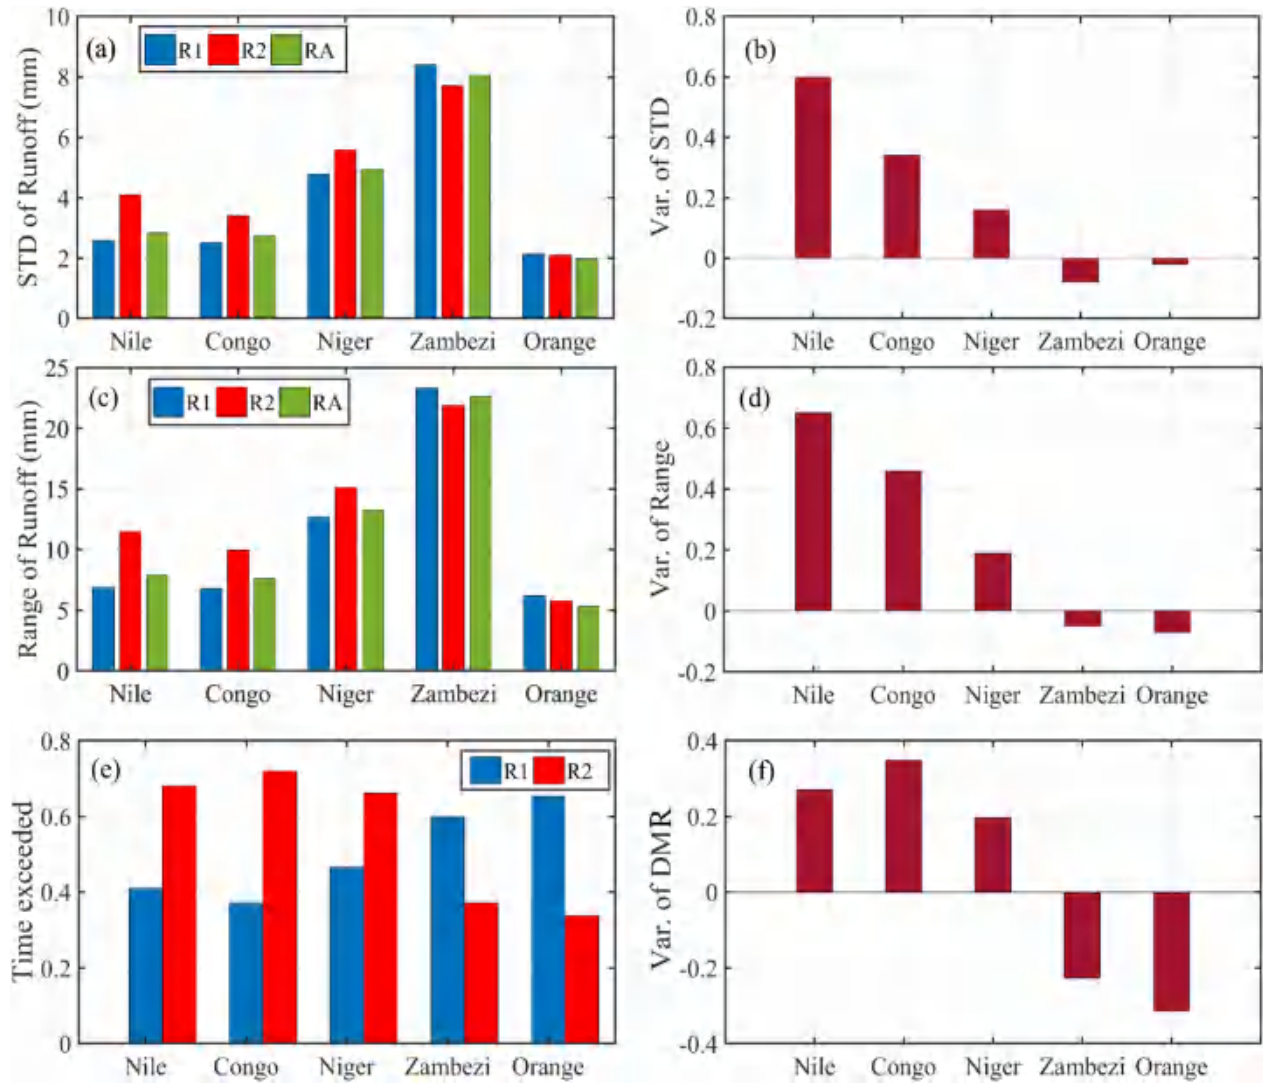 (a)
R1 R2 RA
STD of Runoff (mm)
10
8
6
4
2
0
Nile Congo Niger Zambezi Orange
(b)
Var. of STD
0.8
0.6
0.4
0.2
0
-0.2
Nile Congo Niger Zambezi Orange
(c)
R1 R2 RA
Range of Runoff (mm)
25
20
15
10
5
0
Nile Congo Niger Zambezi Orange
(d)
Var. of Range
0.8
0.6
0.4
0.2
0
-0.2
Nile Congo Niger Zambezi Orange
(e)
R1 R2
Time exceeded
0.8
0.6
0.4
0.2
0
Nile Congo Niger Zambezi Orange
(f)
Var. of DMR
0.4
0.2
0
-0.2
-0.4
Nile Congo Niger Zambezi Orange